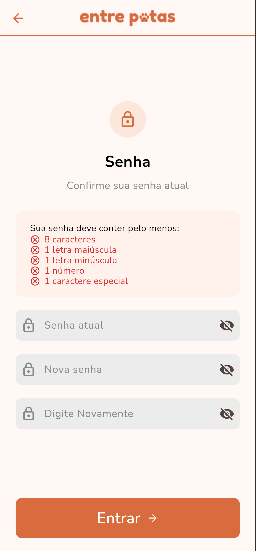 entre patas
Senha
Confirme sua senha atual
Sua senha deve conter pelo menos:
8 caracteres
1 letra maiúscula
1 letra minúscula
1 número
1 caractere especial
Senha atual
Nova senha
Digite Novamente
Entrar